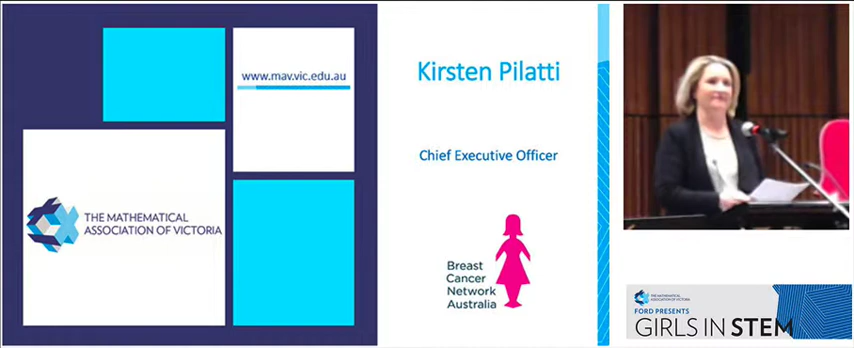 www.mav.vic.edu.au
THE MATHEMATICAL
ASSOCIATION OF VICTORIA
Kirsten Pilatti
Chief Executive Officer
Breast
Cancer
Network
Australia
THE MATHEMATICAL
ASSOCIATION OF VICTORIA
FORD PRESENTS
GIRLS IN STEM